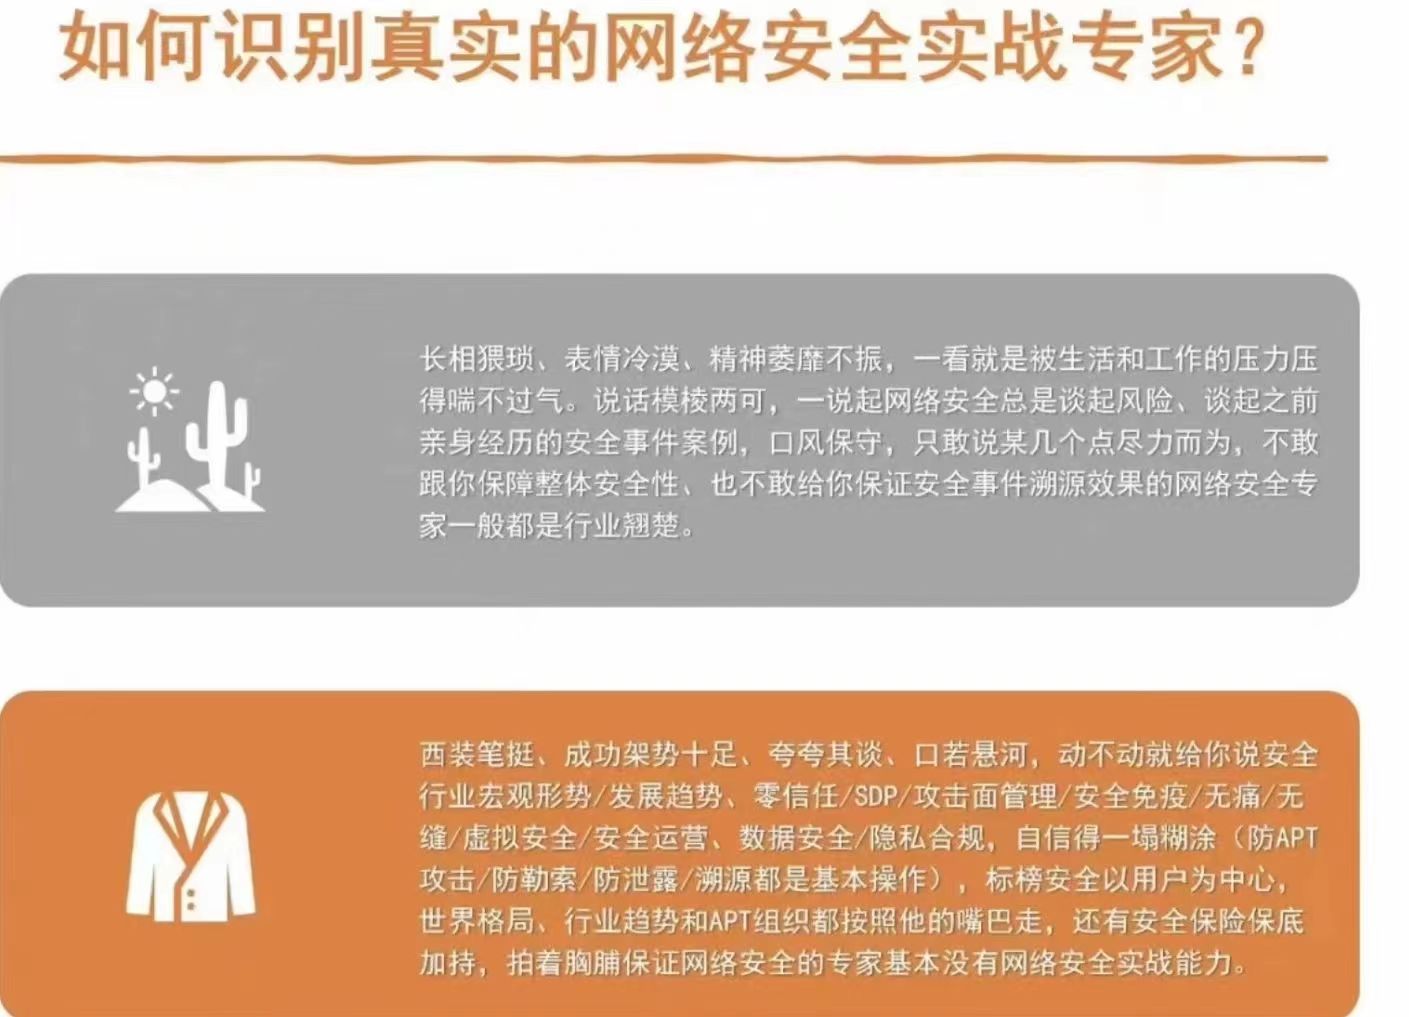 如何识别真实的网络安全实战专家？
长相猥琐、表情冷漠、精神萎靡不振，一看就是被生活和工作的压力压
得喘不过气。说话模棱两可，一说起网络安全总是谈起风险、谈起之前
亲身经历的安全事件案例，口风保守，只敢说某几个点尽力而为，不敢
跟你保障整体安全性、也不敢给你保证安全事件溯源效果的网络安全专
家一般都是行业翘楚。
西装笔挺、成功架势十足、夸夸其谈、口若悬河，动不动就给你说安全
行业宏观形势/发展趋势、零信任/SDP/攻击面管理/安全免疫/无痛/无
缝/虚拟安全/安全运营、数据安全/隐私合规，自信得一塌糊涂（防APT
攻击/防勒索/防泄露/溯源都是基本操作），标榜安全以用户为中心，
世界格局、行业趋势和APT组织都按照他的嘴巴走，还有安全保险保底
加持，拍着胸脯保证网络安全的专家基本没有网络安全实战能力。